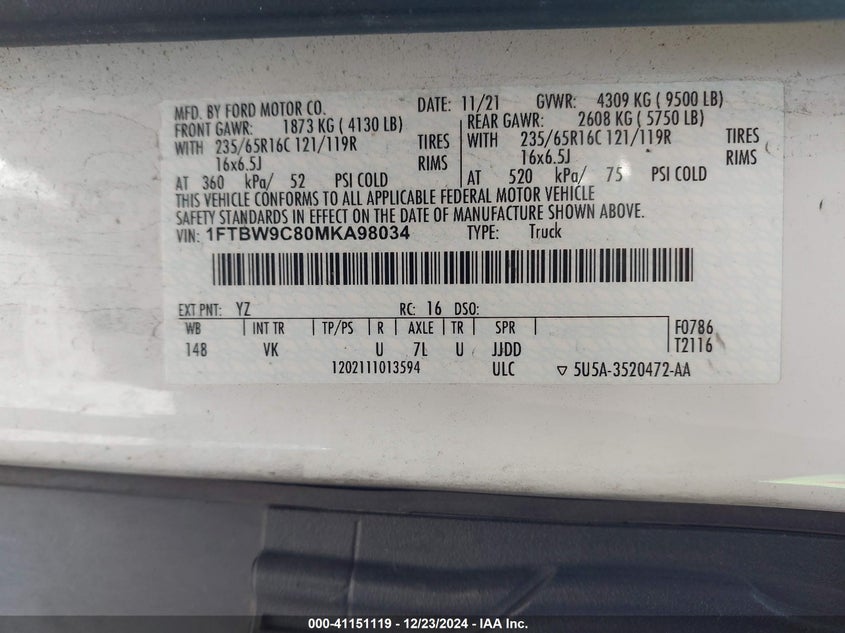 MFD. BY FORD MOTOR CO. DATE: 11/21 GVWR: 4309 KG ( 9500 LB)
FRONT GAWR: 1873 KG ( 4130 LB) REAR GAWR: 2608 KG ( 5750 LB)
WITH 235/65R16C 121/119R TIRES WITH 235/65R16C 121/119R TIRES
16x6.5J RIMS 16x6.5J RIMS
AT 360 kPa/ 52 PSI COLD AT 520 kPa/ 75 PSI COLD
THIS VEHICLE CONFORMS TO ALL APPLICABLE FEDERAL MOTOR VEHICLE
SAFETY STANDARDS IN EFFECT ON THE DATE OF MANUFACTURE SHOWN ABOVE.
VIN: 1FTBW9C80MKA98034 TYPE: Truck
EXT PNT: YZ RC: 16 DSO:
WB INT TR TP/PS R AXLE TR SPR F0786
148 VK U 7L U JJDD T2116
1202111013594 ULC ▽ 5U5A-3520472-AA
000-41151119 - 12/23/2024 - IAA Inc.